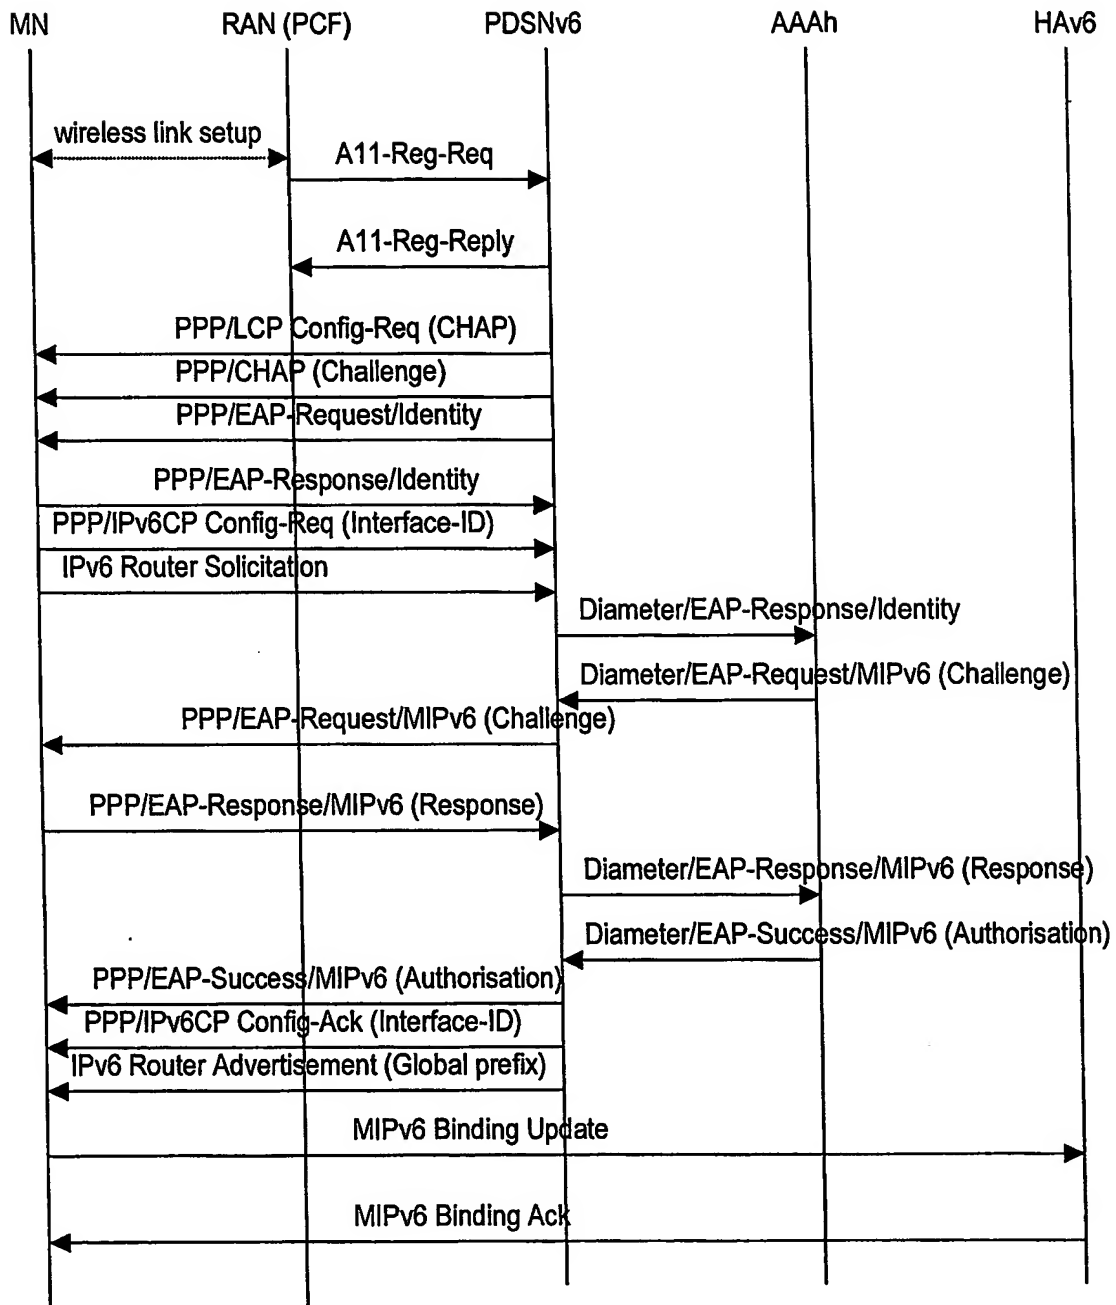 MN RAN (PCF) PDSNv6 AAAh HAv6
wireless link setup
A11-Reg-Req
A11-Reg-Reply
PPP/LCP Config-Req (CHAP)
PPP/CHAP (Challenge)
PPP/EAP-Request/Identity
PPP/EAP-Response/Identity
PPP/IPv6CP Config-Req (Interface-ID)
IPv6 Router Solicitation
Diameter/EAP-Response/Identity
Diameter/EAP-Request/MIPv6 (Challenge)
PPP/EAP-Request/MIPv6 (Challenge)
PPP/EAP-Response/MIPv6 (Response)
Diameter/EAP-Response/MIPv6 (Response)
Diameter/EAP-Success/MIPv6 (Authorisation)
PPP/EAP-Success/MIPv6 (Authorisation)
PPP/IPv6CP Config-Ack (Interface-ID)
IPv6 Router Advertisement (Global prefix)
MIPv6 Binding Update
MIPv6 Binding Ack